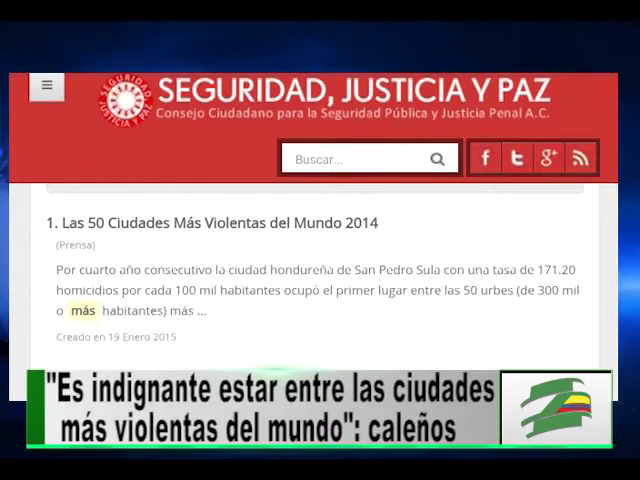 SEGURIDAD, JUSTICIA Y PAZ
Consejo Ciudadano para la Seguridad Pública y Justicia Penal A.C.
SEGURIDAD, JUSTICIA Y PAZ
Buscar...
1. Las 50 Ciudades Más Violentas del Mundo 2014
(Prensa)
Por cuarto año consecutivo la ciudad hondureña de San Pedro Sula con una tasa de 171.20
homicidios por cada 100 mil habitantes ocupó el primer lugar entre las 50 urbes (de 300 mil
o más habitantes) más ...
Creado en 19 Enero 2015
"Es indignante estar entre las ciudades
más violentas del mundo": caleños